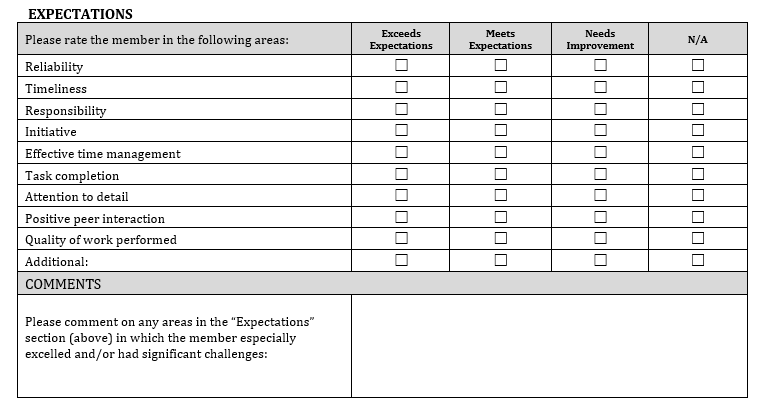 EXPECTATIONS
Please rate the member in the following areas:
Exceeds
Expectations
Meets
Expectations
Needs
Improvement
N/A
Reliability
Timeliness
Responsibility
Initiative
Effective time management
Task completion
Attention to detail
Positive peer interaction
Quality of work performed
Additional:
COMMENTS
Please comment on any areas in the “Expectations”
section (above) in which the member especially
excelled and/or had significant challenges: